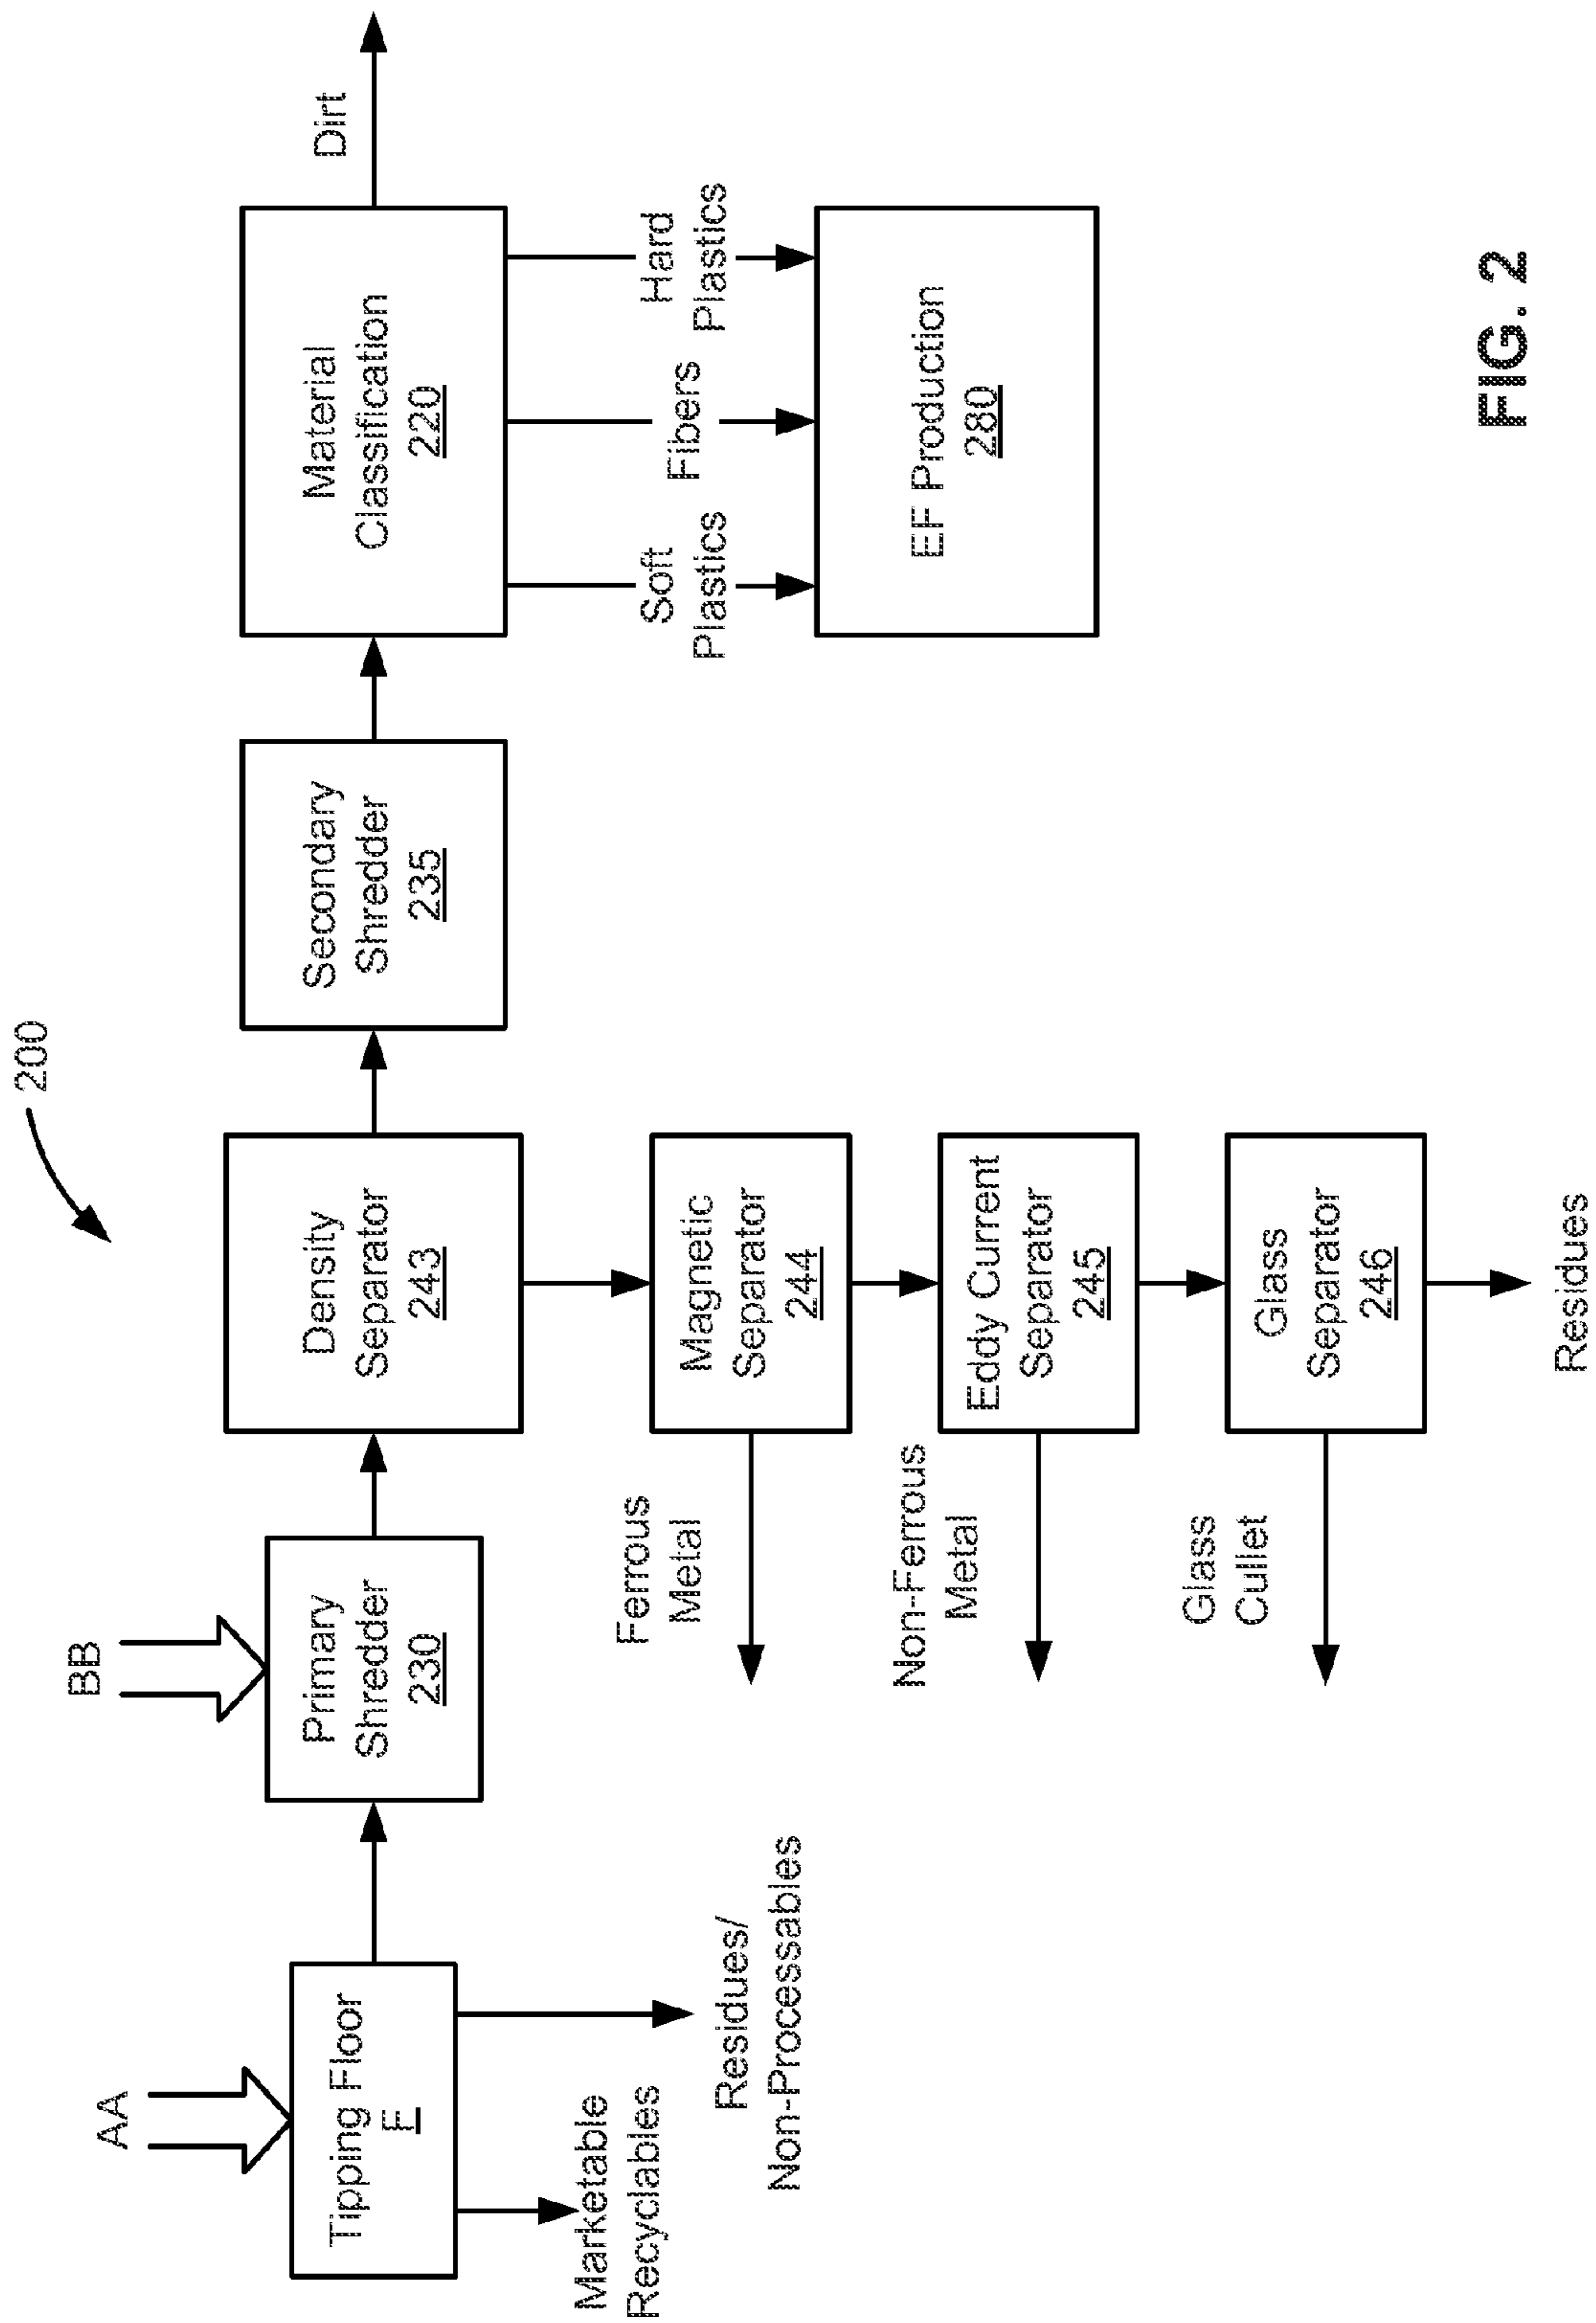 200
AA
BB
Tipping Floor
F
Primary
Shredder
230
Density
Separator
243
Secondary
Shredder
235
Material
Classification
220
Dirt
Marketable
Recyclables
Residues/
Non-Processables
Ferrous
Metal
Magnetic
Separator
244
Soft
Plastics
Fibers
Hard
Plastics
Non-Ferrous
Metal
Eddy Current
Separator
245
EF Production
280
Glass
Cullet
Glass
Separator
246
Residues
FIG. 2